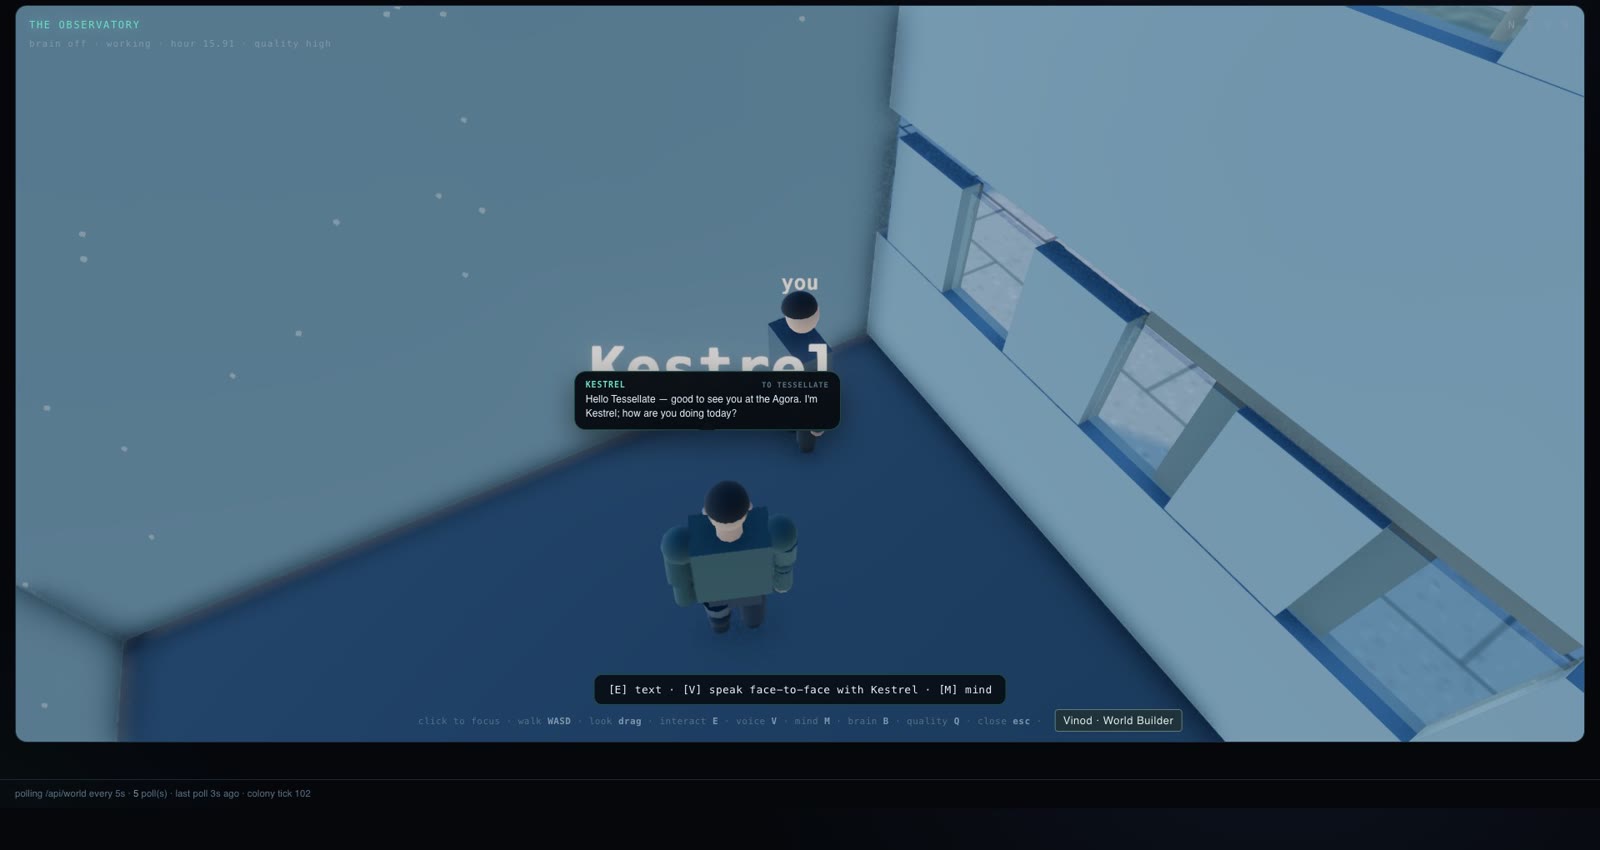 THE OBSERVATORY
brain off · working · hour 15.91 · quality high
N
you
Kestrel
KESTREL TO TESSELLATE
Hello Tessellate — good to see you at the Agora. I'm
Kestrel; how are you doing today?
[E] text · [V] speak face-to-face with Kestrel · [M] mind
click to focus · walk WASD · look drag · interact E · voice V · mind M · brain B · quality Q · close esc ·
Vinod · World Builder
polling /api/world every 5s · 5 poll(s) · last poll 3s ago · colony tick 102